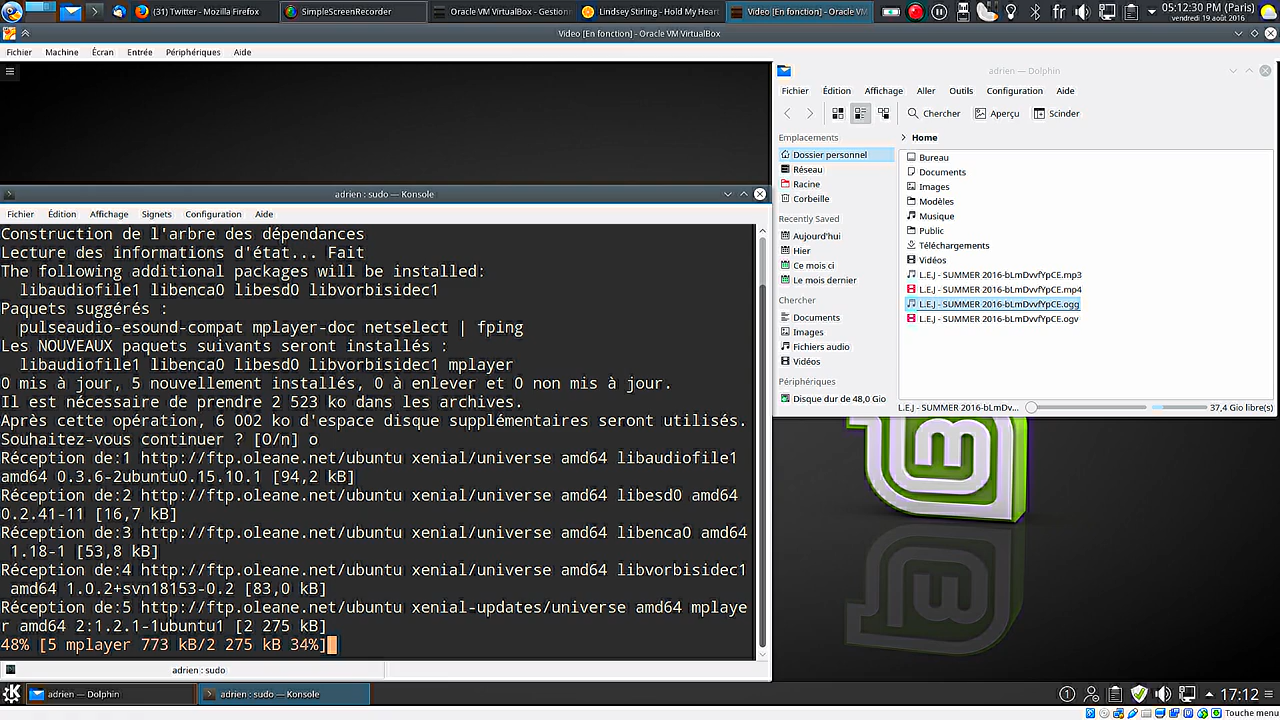 (31) Twitter - Mozilla Firefox
SimpleScreenRecorder
Oracle VM VirtualBox - Gestion
Lindsey Stirling - Hold My Hear
Video [En fonction] - Oracle VM
fr
05:12:30 PM (Paris)
vendredi 19 août 2016
Video [En fonction] - Oracle VM VirtualBox
Fichier Machine Écran Entrée Périphériques Aide
adrien — Dolphin
Fichier Édition Affichage Aller Outils Configuration Aide
Chercher Aperçu Scinder
Emplacements
Dossier personnel
Réseau
Racine
Corbeille
Recently Saved
Aujourd'hui
Hier
Ce mois ci
Le mois dernier
Chercher
Documents
Images
Fichiers audio
Vidéos
Périphériques
Disque dur de 48,0 Gio
Home
Bureau
Documents
Images
Modèles
Musique
Public
Téléchargements
Vidéos
L.E.J - SUMMER 2016-bLmDvvfYpCE.mp3
L.E.J - SUMMER 2016-bLmDvvfYpCE.mp4
L.E.J - SUMMER 2016-bLmDvvfYpCE.ogg
L.E.J - SUMMER 2016-bLmDvvfYpCE.ogv
L.E.J - SUMMER 2016-bLmDv...
37,4 Gio libre(s)
adrien : sudo — Konsole
Fichier Édition Affichage Signets Configuration Aide
Construction de l'arbre des dépendances
Lecture des informations d'état... Fait
The following additional packages will be installed:
libaudiofile1 libenca0 libesd0 libvorbisidec1
Paquets suggérés :
pulseaudio-esound-compat mplayer-doc netselect | fping
Les NOUVEAUX paquets suivants seront installés :
libaudiofile1 libenca0 libesd0 libvorbisidec1 mplayer
0 mis à jour, 5 nouvellement installés, 0 à enlever et 0 non mis à jour.
Il est nécessaire de prendre 2 523 ko dans les archives.
Après cette opération, 6 002 ko d'espace disque supplémentaires seront utilisés.
Souhaitez-vous continuer ? [O/n] o
Réception de:1 http://ftp.oleane.net/ubuntu xenial/universe amd64 libaudiofile1
amd64 0.3.6-2ubuntu0.15.10.1 [94,2 kB]
Réception de:2 http://ftp.oleane.net/ubuntu xenial/universe amd64 libesd0 amd64
0.2.41-11 [16,7 kB]
Réception de:3 http://ftp.oleane.net/ubuntu xenial/universe amd64 libenca0 amd64
1.18-1 [53,8 kB]
Réception de:4 http://ftp.oleane.net/ubuntu xenial/universe amd64 libvorbisidec1
amd64 1.0.2+svn18153-0.2 [83,0 kB]
Réception de:5 http://ftp.oleane.net/ubuntu xenial-updates/universe amd64 mplaye
r amd64 2:1.2.1-1ubuntu1 [2 275 kB]
48% [5 mplayer 773 kB/2 275 kB 34%]
adrien : sudo
adrien — Dolphin
adrien : sudo — Konsole
17:12
Touche menu